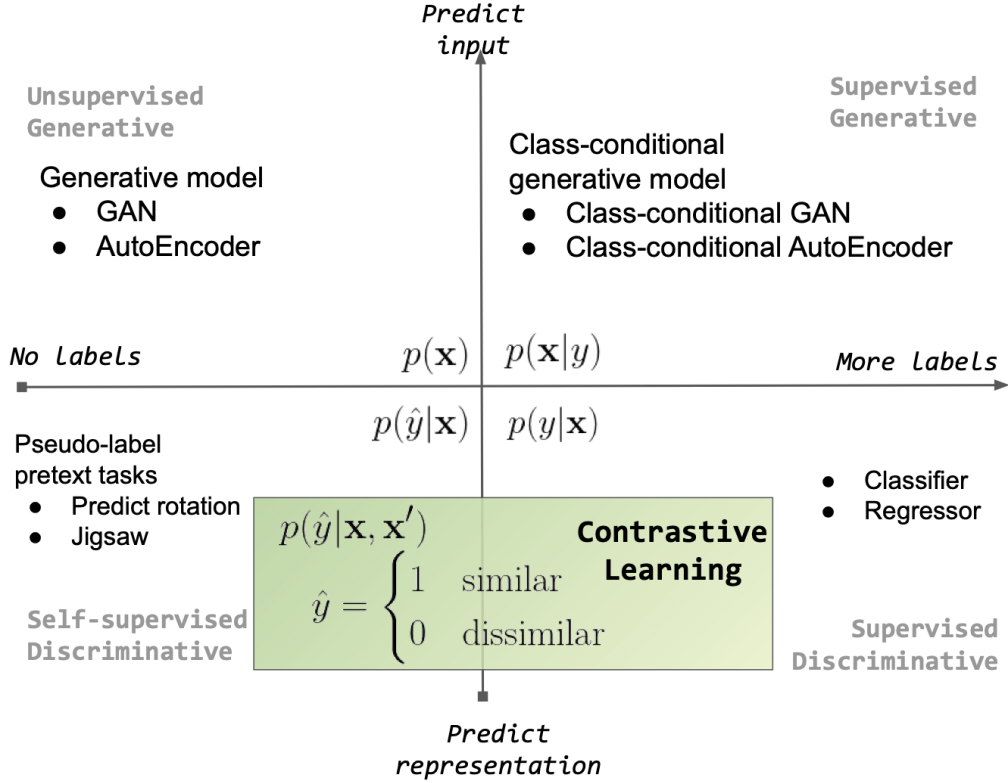 Predict
input
Unsupervised
Generative
Supervised
Generative
Generative model
● GAN
● AutoEncoder
Class-conditional
generative model
● Class-conditional GAN
● Class-conditional AutoEncoder
No labels
p(x)
p(x|y)
More labels
p(ŷ|x)
p(y|x)
Pseudo-label
pretext tasks
● Predict rotation
● Jigsaw
● Classifier
● Regressor
p(ŷ|x, x′)
Contrastive
Learning
ŷ = { 1 similar
0 dissimilar
Self-supervised
Discriminative
Supervised
Discriminative
Predict
representation